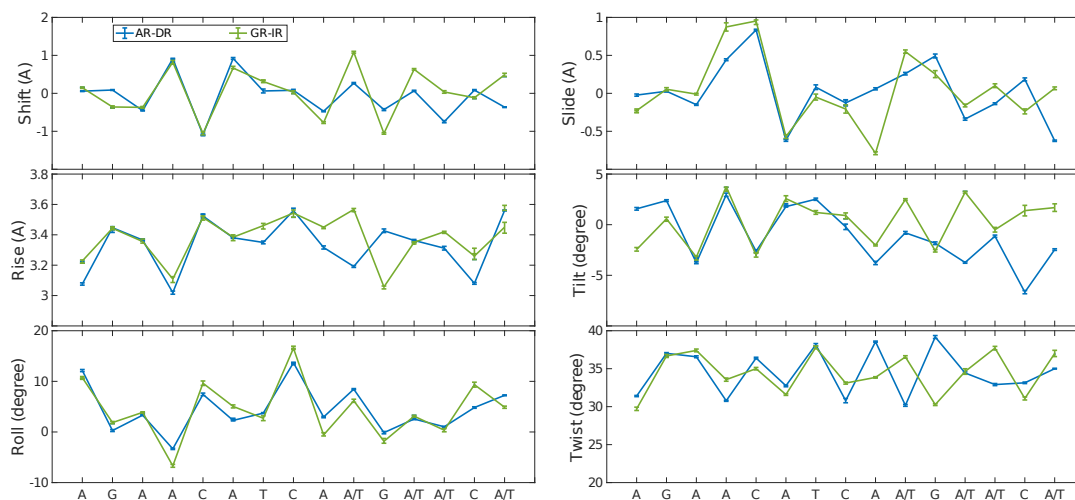 2
1
0
-1
Shift (A)
AR-DR
GR-IR
1
0.5
0
-0.5
Slide (A)
3.8
3.6
3.4
3.2
3
Rise (A)
5
0
-5
Tilt (degree)
20
10
0
-10
Roll (degree)
A G A A C A T C A A/T G A/T A/T C A/T
40
35
30
25
20
Twist (degree)
A G A A C A T C A A/T G A/T A/T C A/T